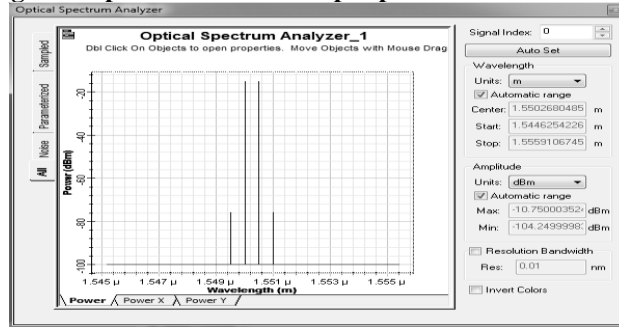 Optical Spectrum Analyzer
Optical Spectrum Analyzer_1
Dbl Click On Objects to open properties. Move Objects with Mouse Drag
Sampled
Parameterized
Noise
All
Power (dBm)
-20
-40
-60
-80
-100
1.545 µ 1.547 µ 1.549 µ 1.551 µ 1.553 µ 1.555 µ
Wavelength (m)
Power Power X Power Y
Signal Index: 0
Auto Set
Wavelength
Units: m
Automatic range
Center: 1.5502680485 m
Start: 1.5446254226 m
Stop: 1.5559106745 m
Amplitude
Units: dBm
Automatic range
Max: -10.75000352 dBm
Min: -104.2499998 dBm
Resolution Bandwidth
Res: 0.01 nm
Invert Colors